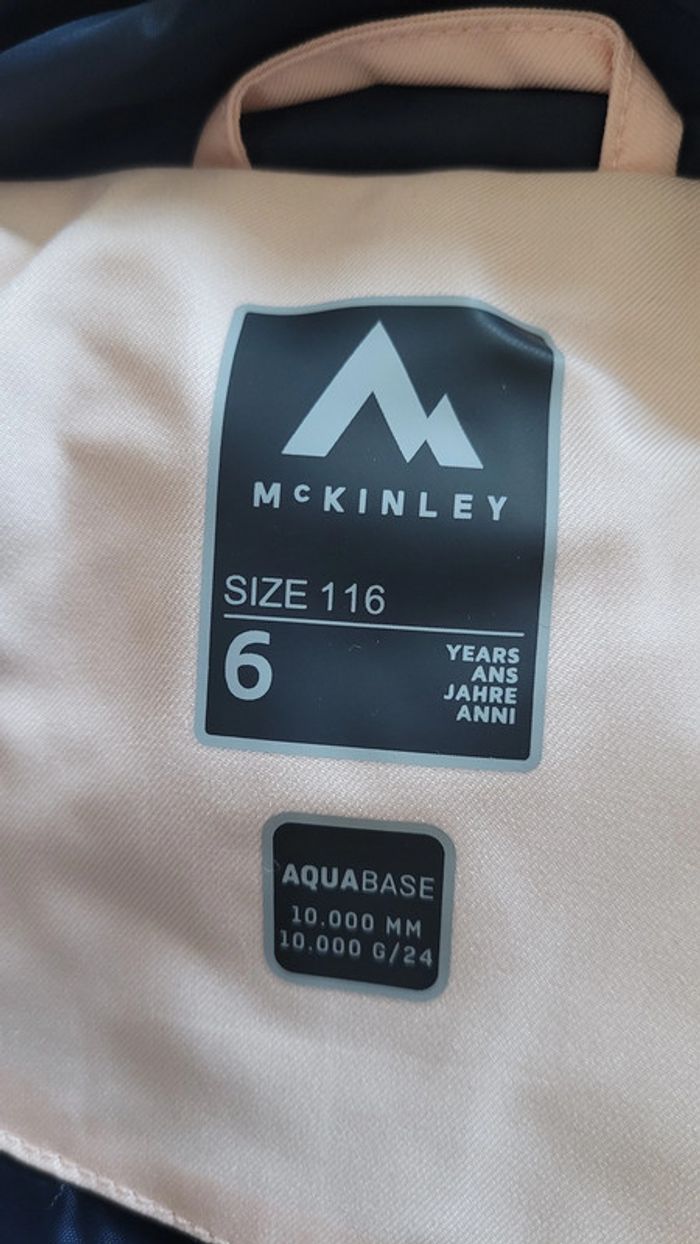 McKINLEY
SIZE 116
6
YEARS
ANS
JAHRE
ANNI
AQUABASE
10.000 MM
10.000 G/24